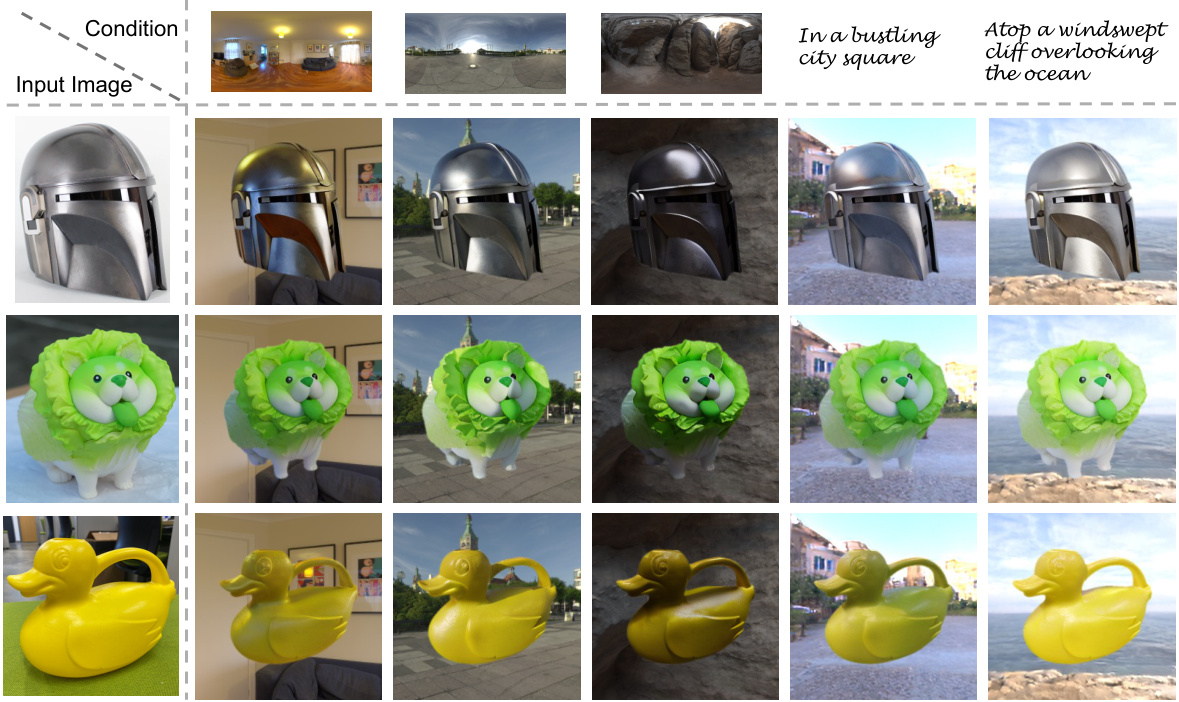 Condition
Input Image
In a bustling
city square
Atop a windswept
cliff overlooking
the ocean